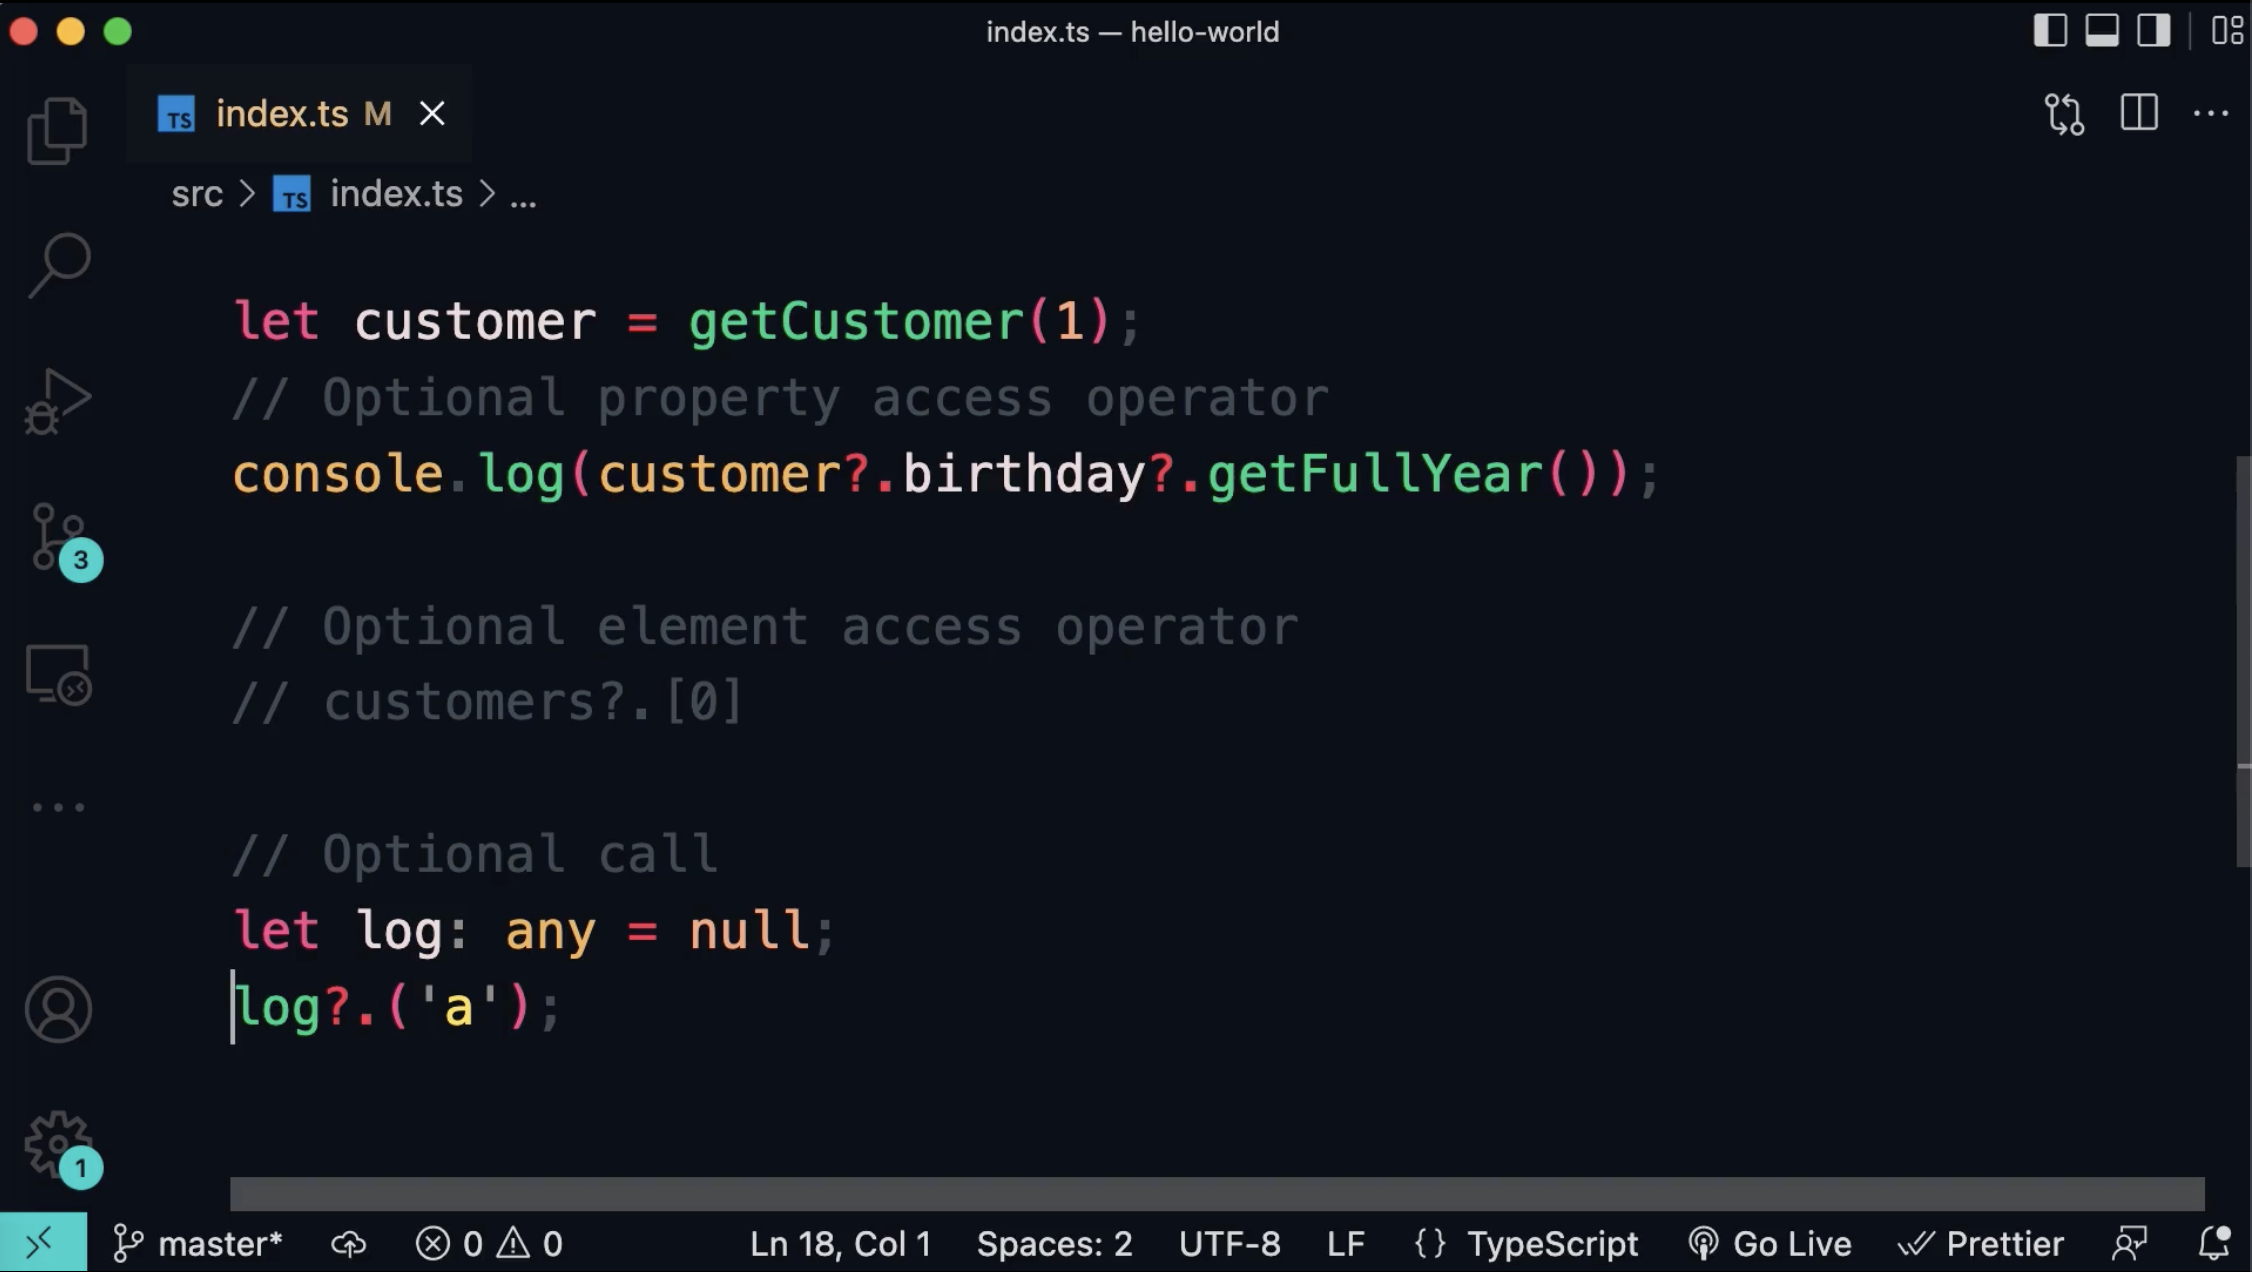 index.ts — hello-world
TS index.ts M
src > TS index.ts > ...
let customer = getCustomer(1);
// Optional property access operator
console.log(customer?.birthday?.getFullYear());
// Optional element access operator
// customers?.[0]
// Optional call
let log: any = null;
log?.('a');
3
1
master* 0 0 Ln 18, Col 1 Spaces: 2 UTF-8 LF {} TypeScript Go Live Prettier